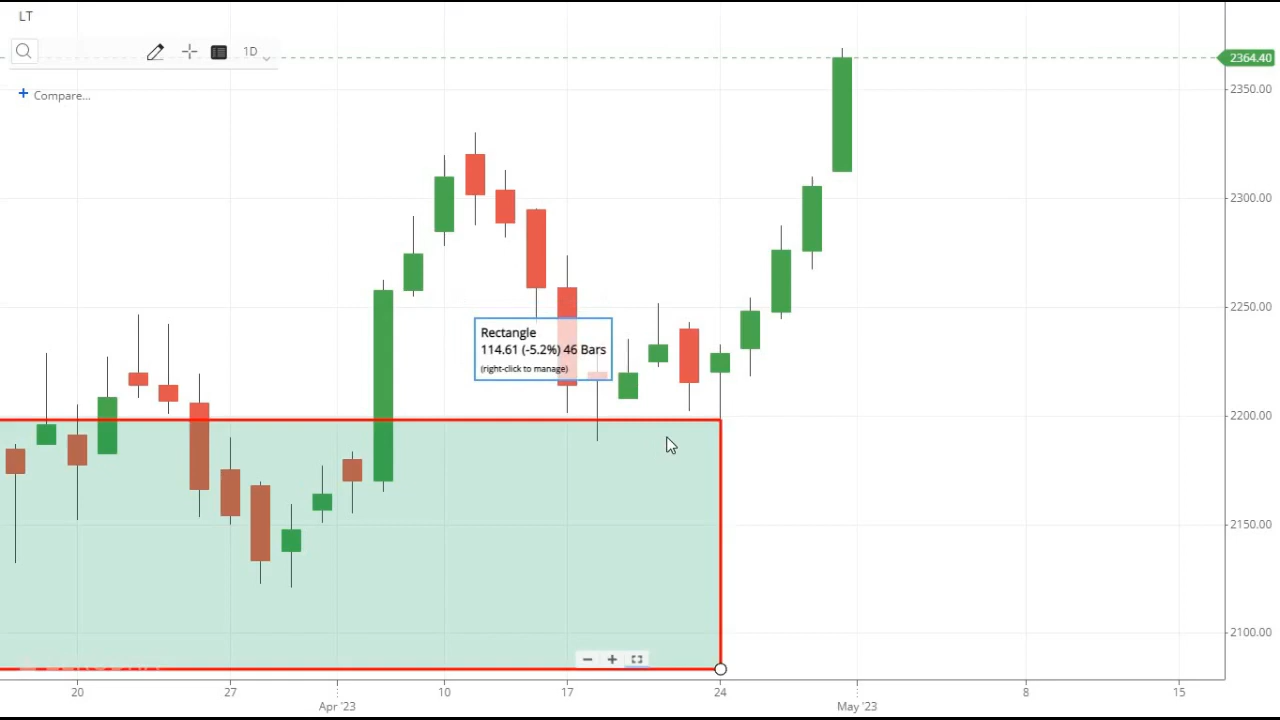 LT
1D
+ Compare...
2364.40
2350.00
2300.00
2250.00
2200.00
2150.00
2100.00
Rectangle
114.61 (-5.2%) 46 Bars
(right-click to manage)
20 27 10 17 24 8 15
Apr '23 May '23